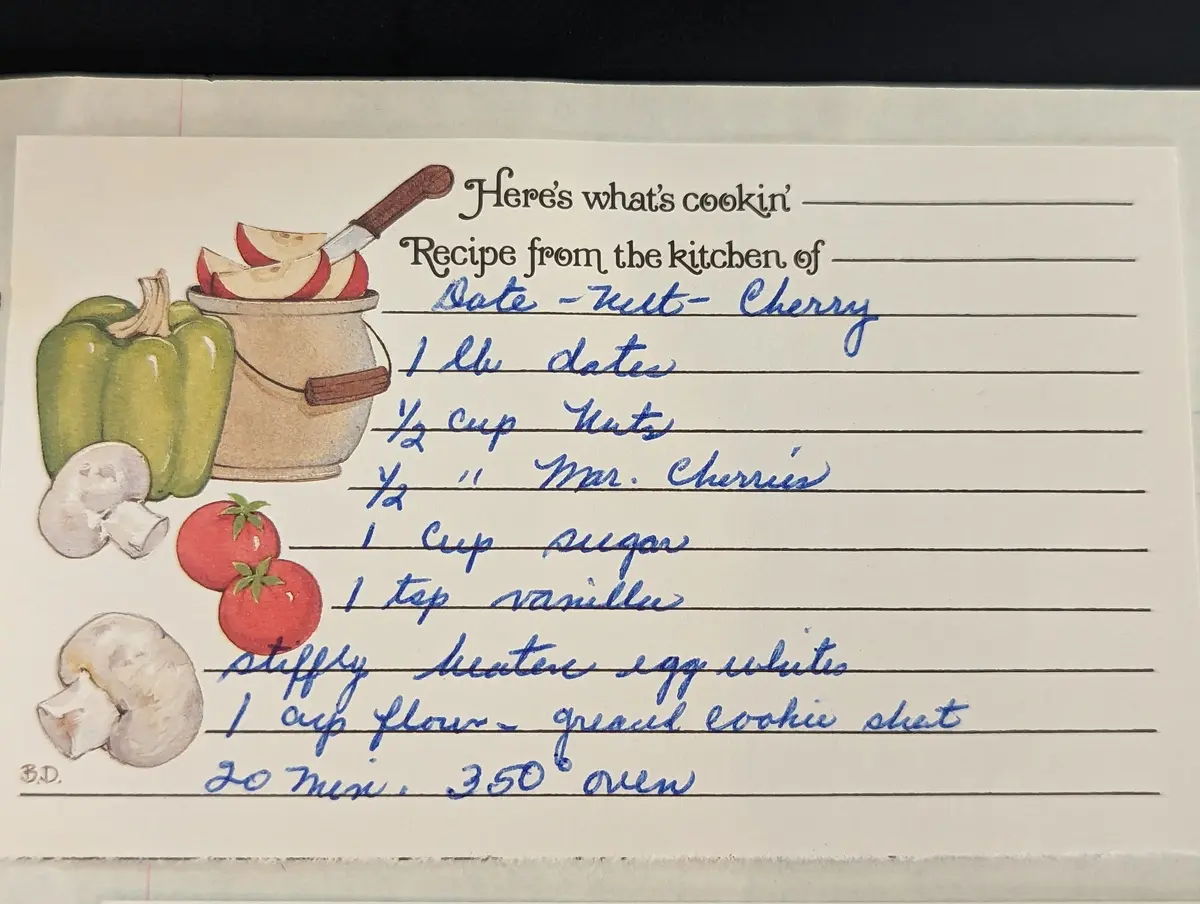 Here's what's cookin'
Recipe from the kitchen of
Date - Nut - Cherry
1 lb dates
1/2 cup Nuts
1/2 " Mar. Cherries
1 Cup sugar
1 tsp vanilla
stiffly beaten egg whites
1 cup flour - greased cookie sheet
20 min. 350° oven
B.D.